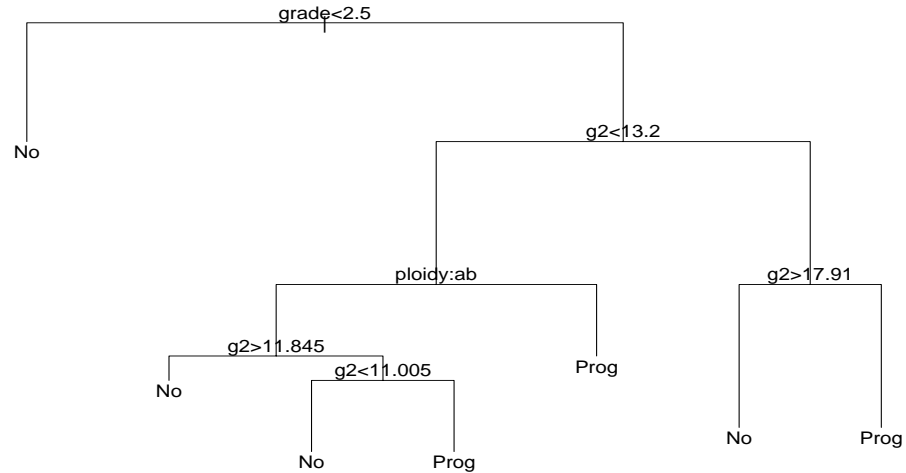 grade<2.5
g2<13.2
No
ploidy:ab
g2>17.91
g2>11.845
g2<11.005
Prog
No
No
Prog
No
Prog